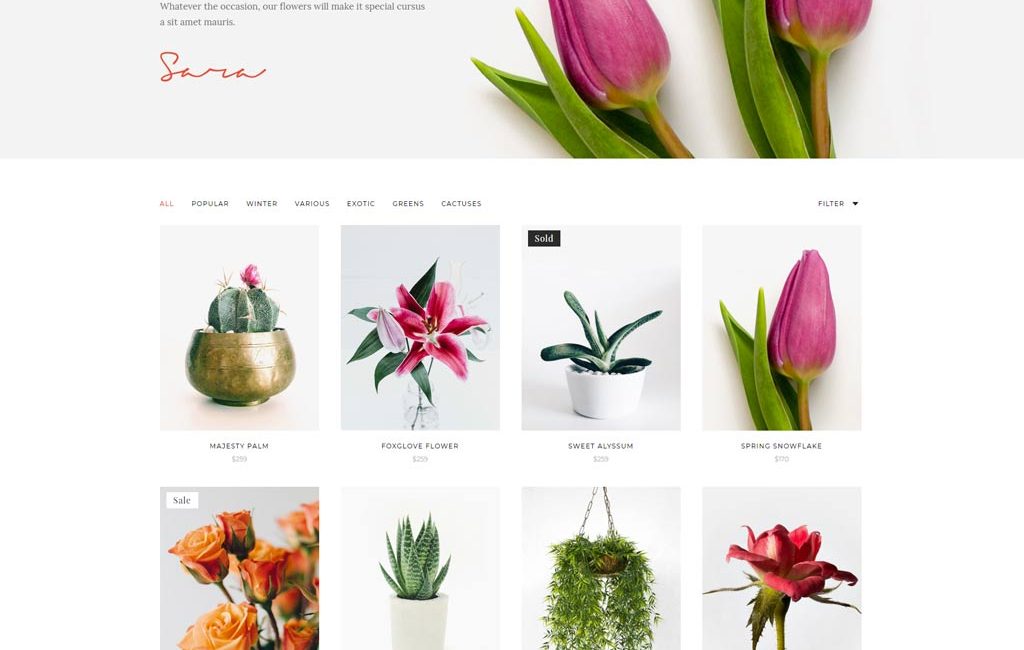 Whatever the occasion, our flowers will make it special cursus
a sit amet mauris.
Sara
ALL POPULAR WINTER VARIOUS EXOTIC GREENS CACTUSES FILTER
Sold
MAJESTY PALM FOXGLOVE FLOWER SWEET ALYSSUM SPRING SNOWFLAKE
$259 $259 $259 $170
Sale